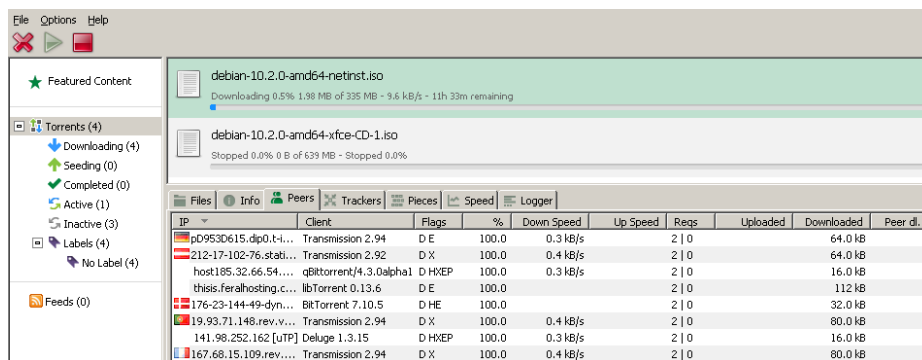 File Options Help
Featured Content
Torrents (4)
Downloading (4)
Seeding (0)
Completed (0)
Active (1)
Inactive (3)
Labels (4)
No Label (4)
Feeds (0)
debian-10.2.0-amd64-netinst.iso
Downloading 0.5% 1.98 MB of 335 MB - 9.6 kB/s - 11h 33m remaining
debian-10.2.0-amd64-xfce-CD-1.iso
Stopped 0.0% 0 B of 639 MB - Stopped 0.0%
Files Info Peers Trackers Pieces Speed Logger
IP Client Flags % Down Speed Up Speed Reqs Uploaded Downloaded Peer dl.
pD953D615.dip0.t-i... Transmission 2.94 D E 100.0 0.3 kB/s 2 | 0 64.0 kB
212-17-102-76.stati... Transmission 2.92 D X 100.0 0.4 kB/s 2 | 0 64.0 kB
host185.32.66.54.... qBittorrent/4.3.0alpha1 D HXEP 100.0 0.3 kB/s 2 | 0 16.0 kB
thisis.feralhosting.c... libTorrent 0.13.6 D E 100.0 2 | 0 112 kB
176-23-144-49-dyn... BitTorrent 7.10.5 D HE 100.0 2 | 0 32.0 kB
19.93.71.148.rev.v... Transmission 2.94 D X 100.0 0.4 kB/s 2 | 0 80.0 kB
141.98.252.162 [uTP] Deluge 1.3.15 D HXEP 100.0 0.3 kB/s 2 | 0 16.0 kB
167.68.15.109.rev.... Transmission 2.94 D X 100.0 0.4 kB/s 2 | 0 80.0 kB